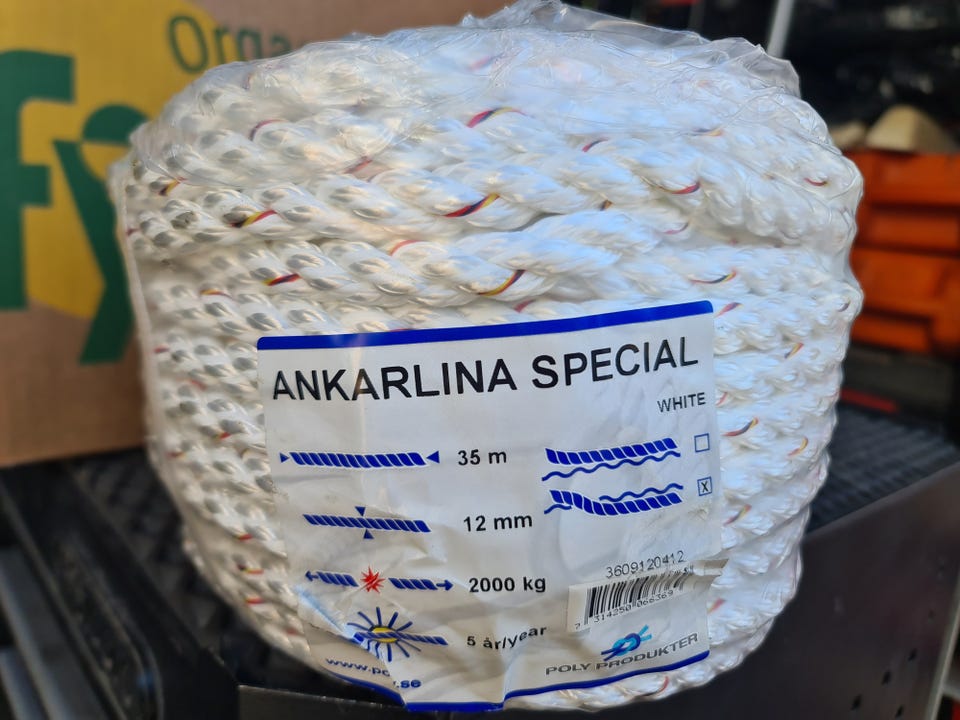 ANKARLINA SPECIAL
WHITE
35 m
12 mm
X
2000 kg
3609120412
5 år/year
POLY PRODUKTER